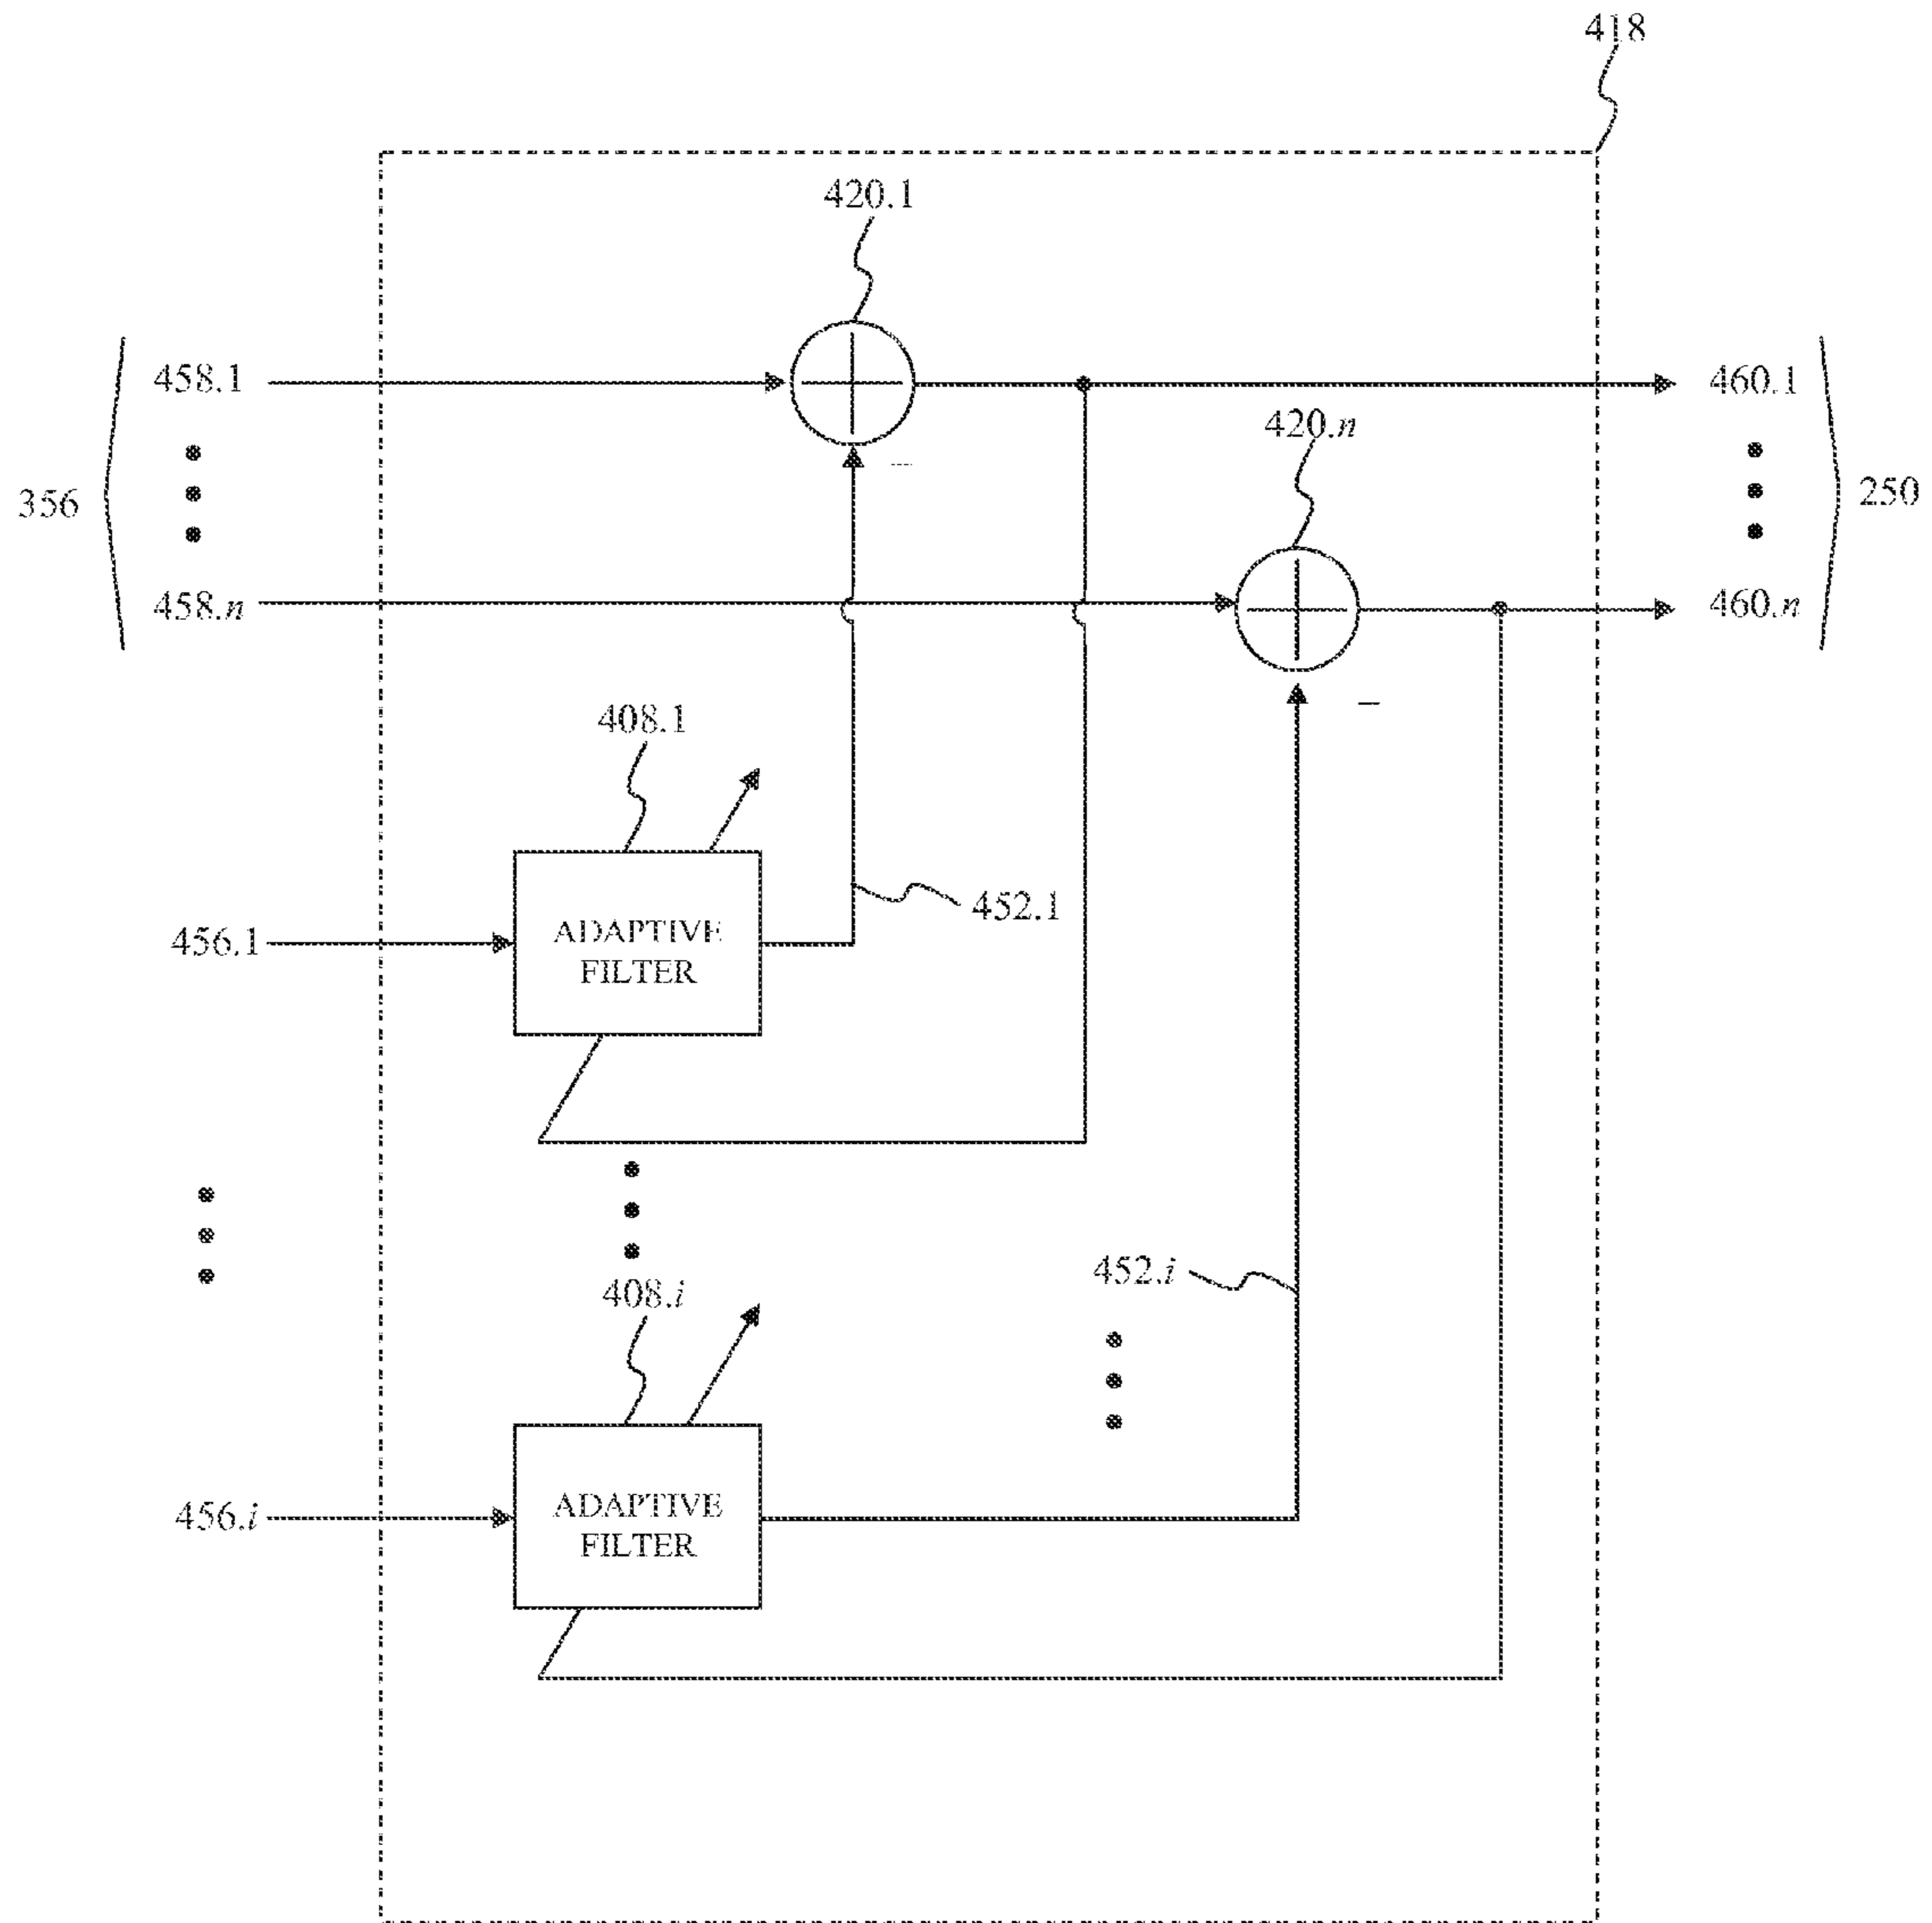 418
420.1
458.1
460.1
420.n
356
250
458.n
460.n
408.1
452.1
456.1
ADAPTIVE
FILTER
452.i
408.i
456.i
ADAPTIVE
FILTER